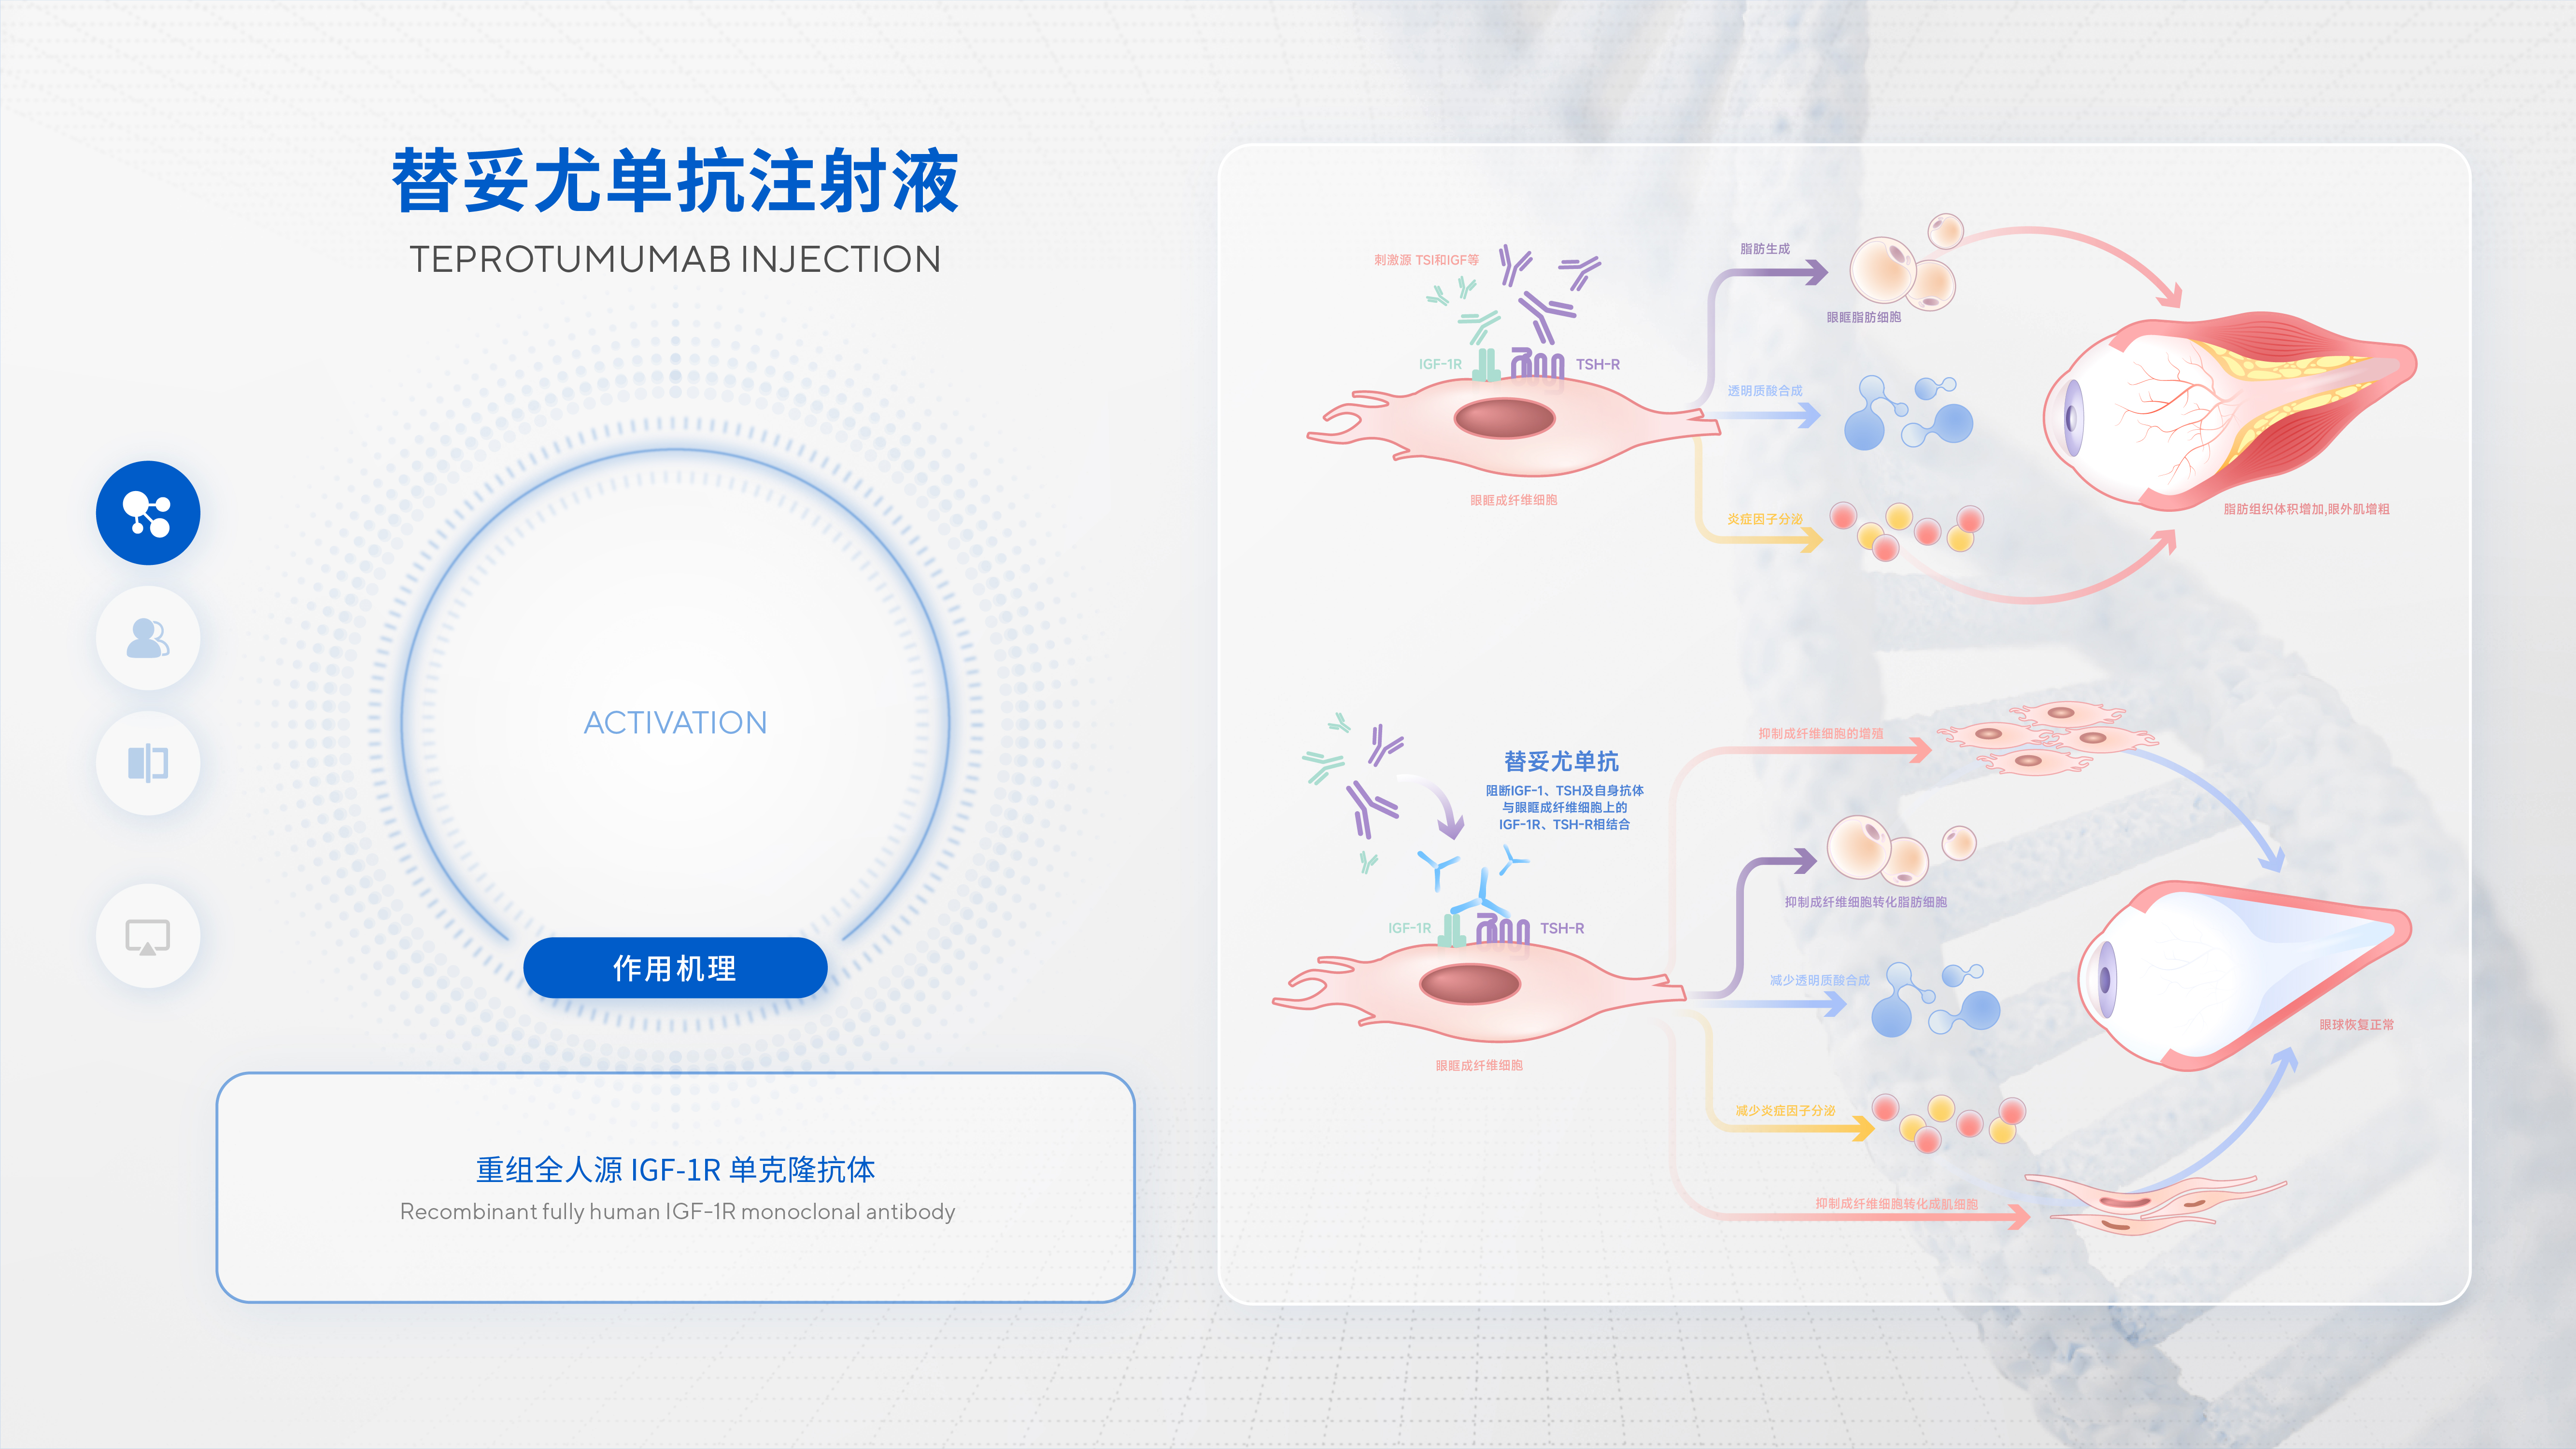 替妥尤单抗注射液
TEPROTUMUMAB INJECTION
ACTIVATION
作用机理
重组全人源 IGF-1R 单克隆抗体
Recombinant fully human IGF-1R monoclonal antibody
刺激源 TSI和IGF等
IGF-1R
TSH-R
眼眶成纤维细胞
脂肪生成
眼眶脂肪细胞
透明质酸合成
炎症因子分泌
脂肪组织体积增加,眼外肌增粗
替妥尤单抗
阻断IGF-1、TSH及自身抗体
与眼眶成纤维细胞上的
IGF-1R、TSH-R相结合
IGF-1R
TSH-R
眼眶成纤维细胞
抑制成纤维细胞的增殖
抑制成纤维细胞转化脂肪细胞
减少透明质酸合成
减少炎症因子分泌
抑制成纤维细胞转化成肌细胞
眼球恢复正常